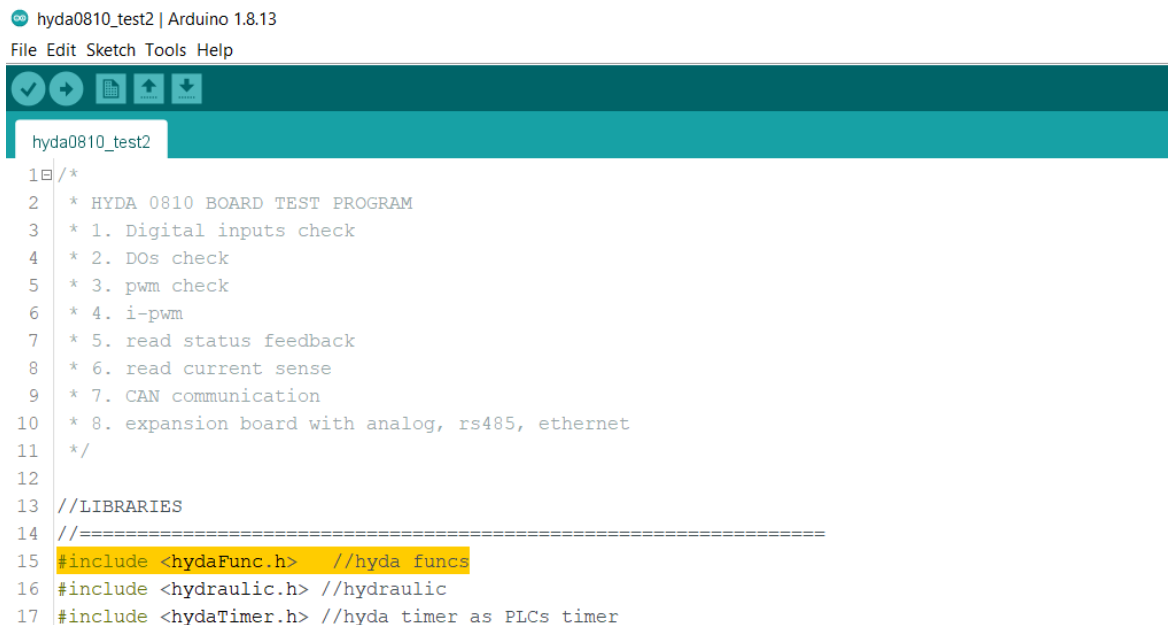 hyda0810_test2 | Arduino 1.8.13
File Edit Sketch Tools Help
hyda0810_test2
1 /*
2 * HYDA 0810 BOARD TEST PROGRAM
3 * 1. Digital inputs check
4 * 2. DOs check
5 * 3. pwm check
6 * 4. i-pwm
7 * 5. read status feedback
8 * 6. read current sense
9 * 7. CAN communication
10 * 8. expansion board with analog, rs485, ethernet
11 */
12
13 //LIBRARIES
14 //=================================================================
15 #include <hydaFunc.h>   //hyda funcs
16 #include <hydraulic.h> //hydraulic
17 #include <hydaTimer.h> //hyda timer as PLCs timer